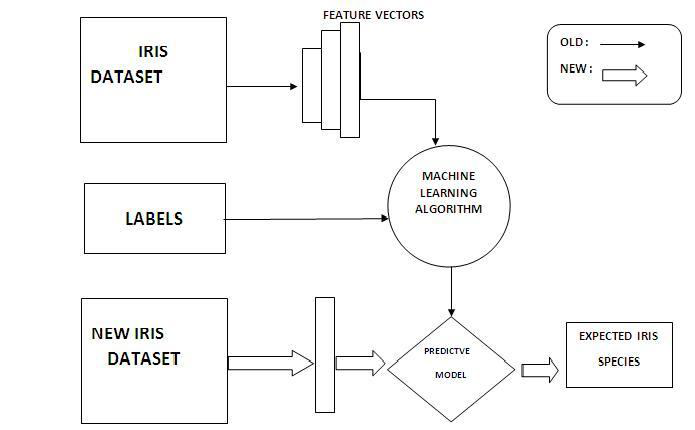 FEATURE VECTORS
IRIS
DATASET
OLD:
NEW:
MACHINE
LEARNING
ALGORITHM
LABELS
NEW IRIS
DATASET
PREDICTVE
MODEL
EXPECTED IRIS
SPECIES